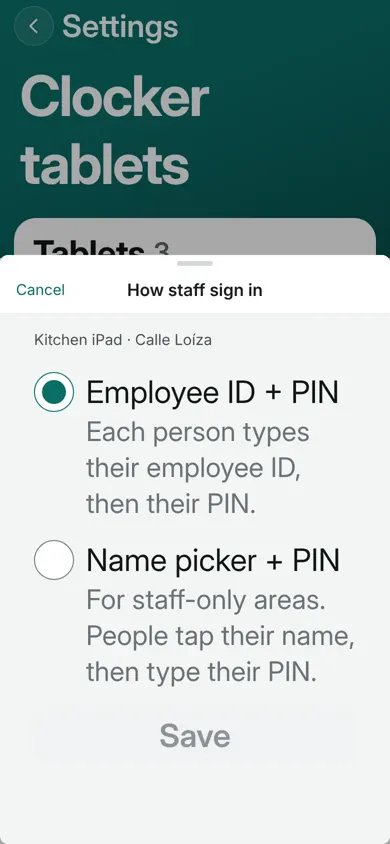 Settings
Clocker
tablets
Tablets 3
Cancel
How staff sign in
Kitchen iPad · Calle Loíza
Employee ID + PIN
Each person types
their employee ID,
then their PIN.
Name picker + PIN
For staff-only areas.
People tap their name,
then type their PIN.
Save